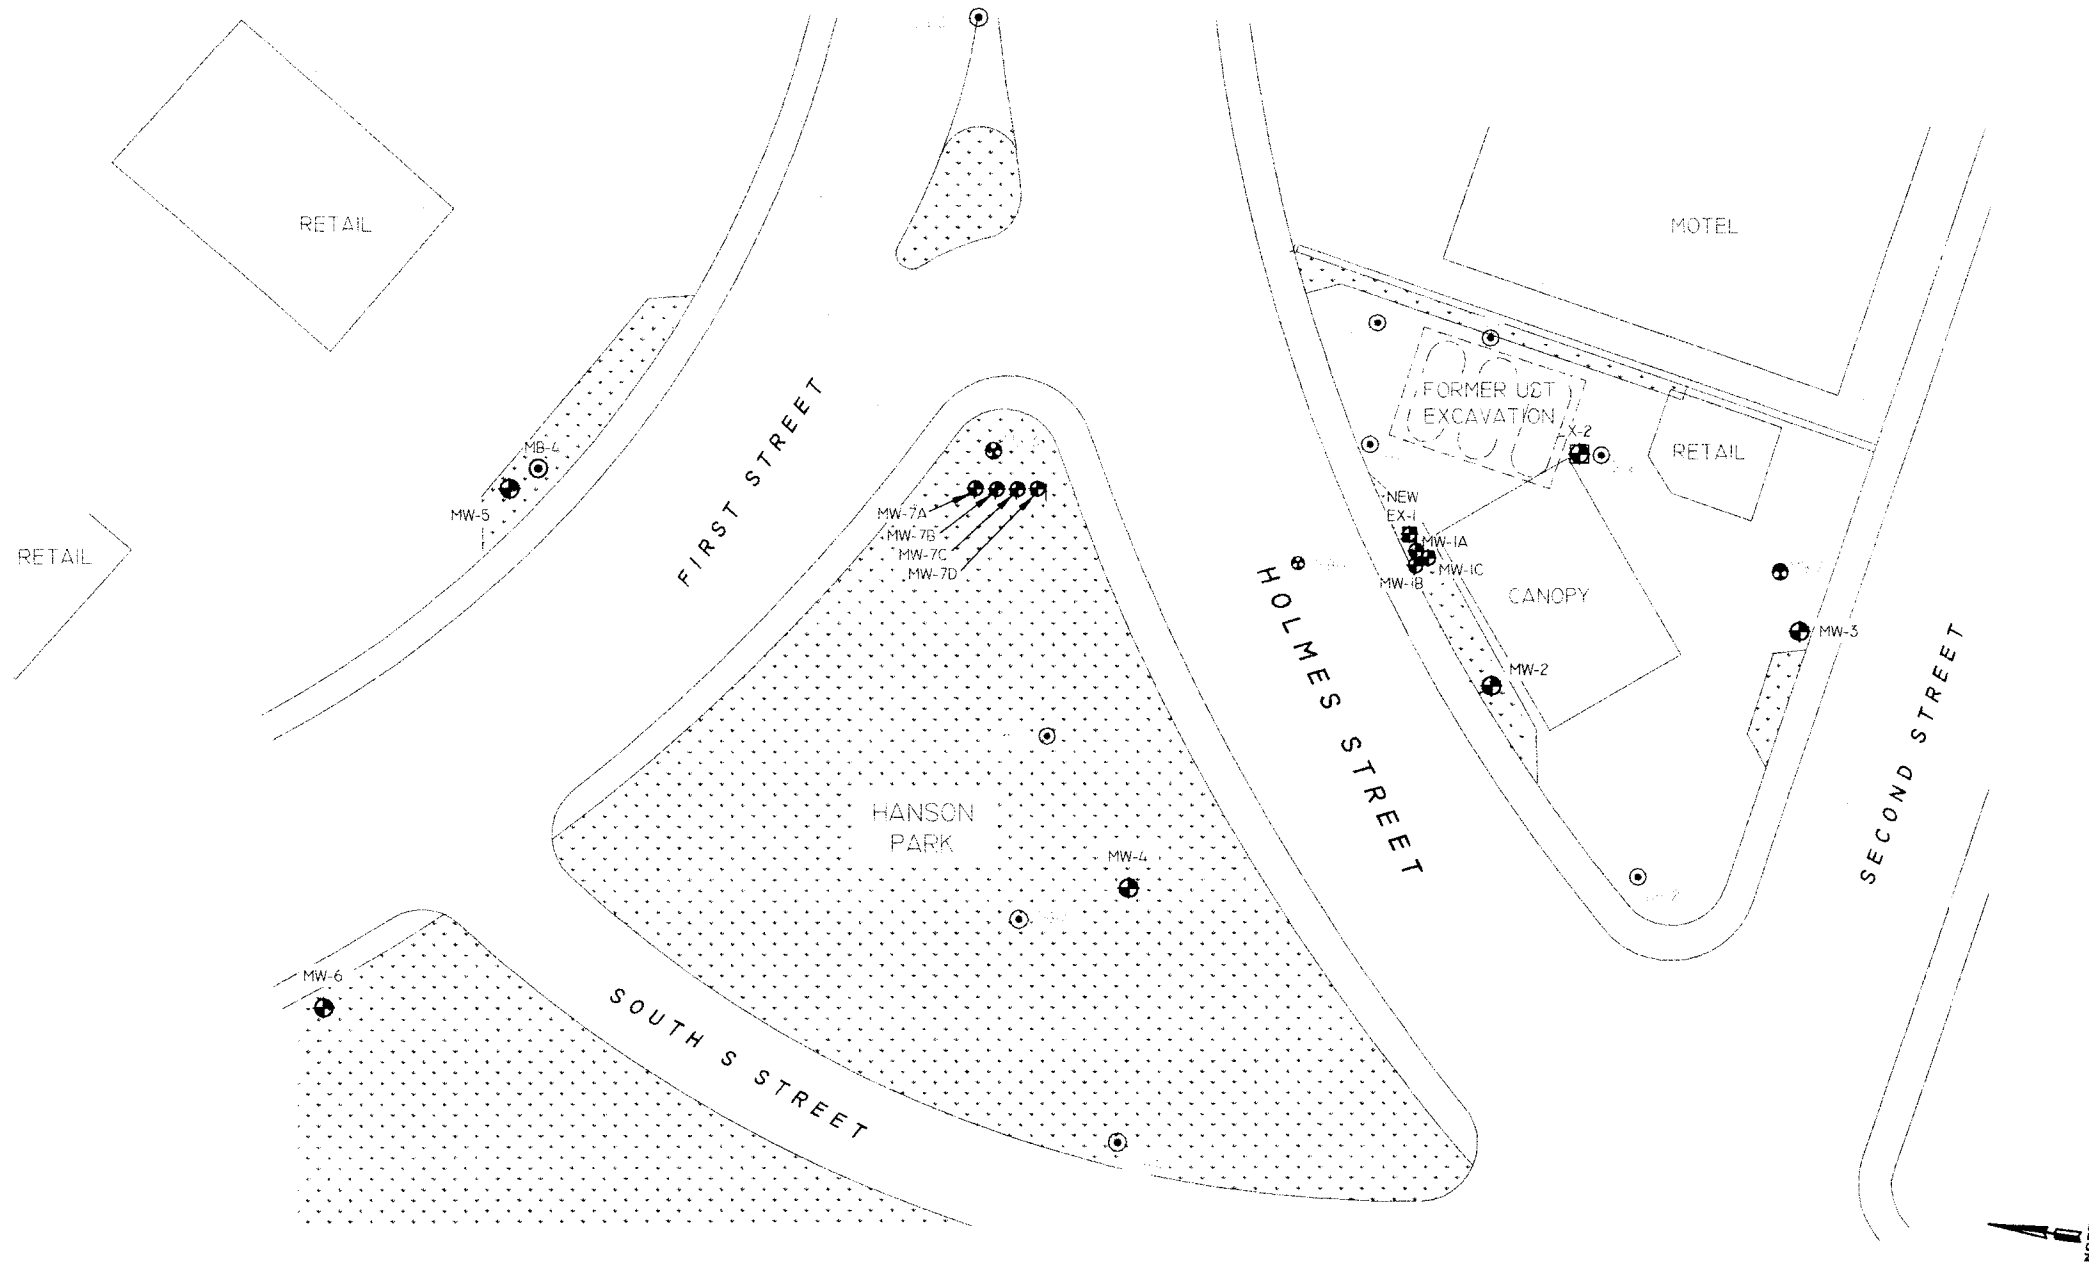 RETAIL
MOTEL
FORMER UST
EXCAVATION
X-2
RETAIL
MB-4
MW-5
FIRST STREET
MW-7A
MW-7B
MW-7C
MW-7D
NEW
EX-1
MW-1A
MW-1C
MW-1B
RETAIL
CANOPY
MW-3
MW-2
HOLMES STREET
SECOND STREET
HANSON
PARK
MW-4
MW-6
SOUTH S STREET